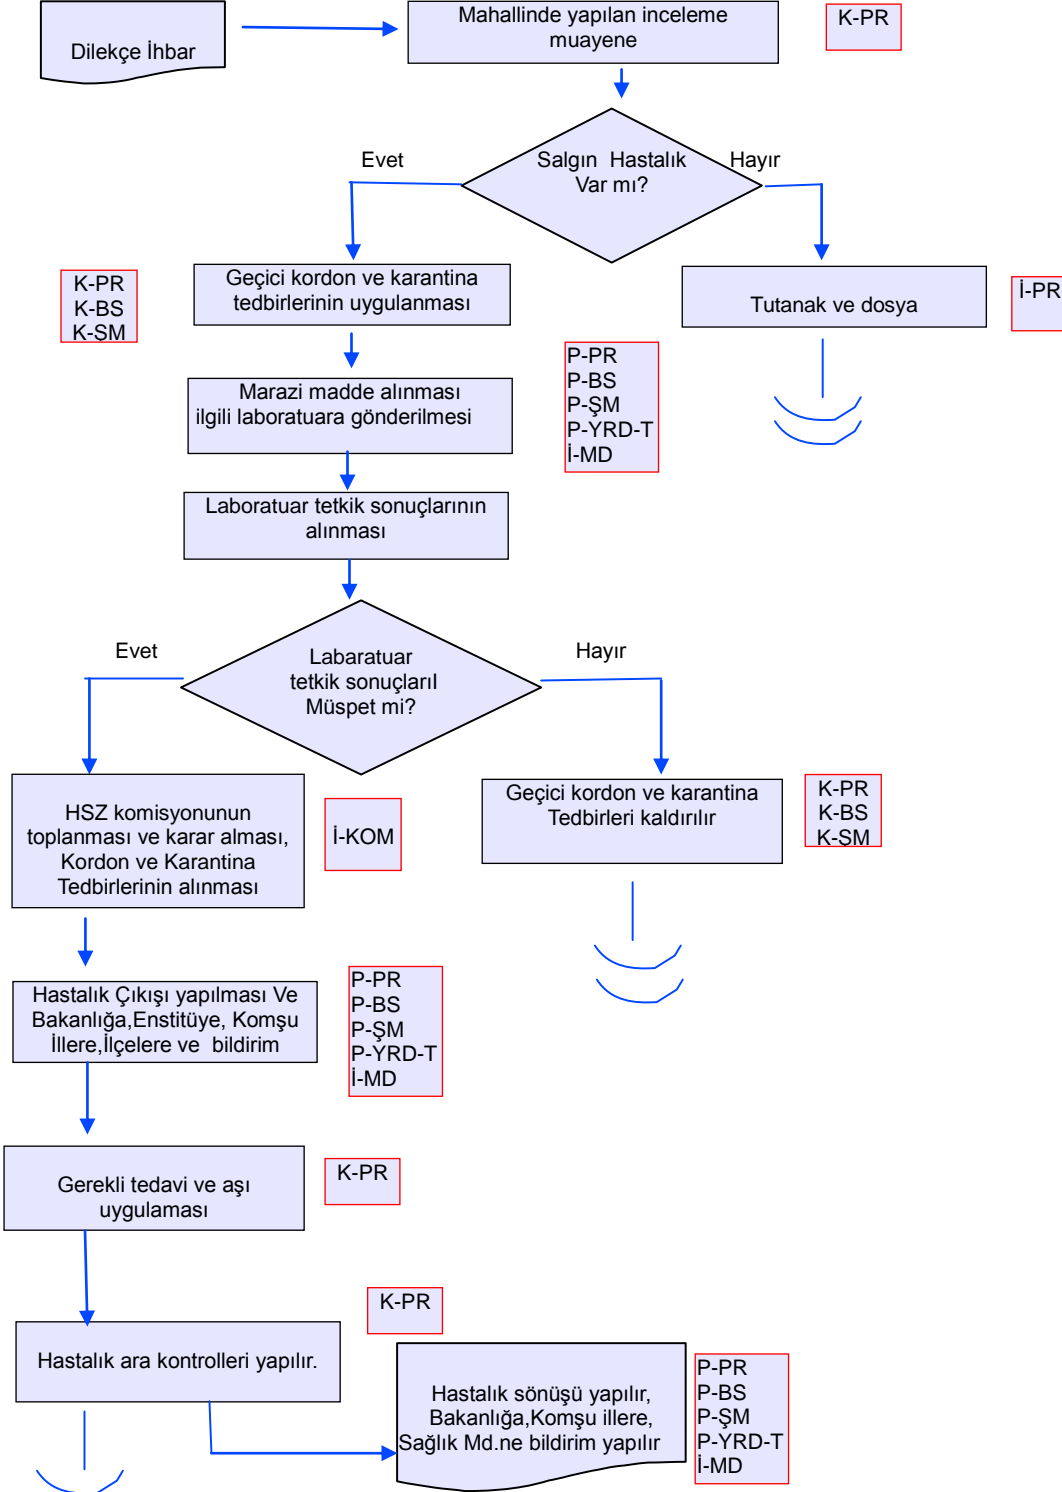 Dilekçe İhbar
Mahallinde yapılan inceleme
muayene
K-PR
Salgın Hastalık
Var mı?
Evet
Hayır
Geçici kordon ve karantina
tedbirlerinin uygulanması
K-PR
K-BS
K-ŞM
Tutanak ve dosya
İ-PR
Marazi madde alınması
ilgili laboratuara gönderilmesi
P-PR
P-BS
P-ŞM
P-YRD-T
İ-MD
Laboratuar tetkik sonuçlarının
alınması
Labaratuar
tetkik sonuçlarıl
Müspet mi?
Evet
Hayır
HSZ komisyonunun
toplanması ve karar alması,
Kordon ve Karantina
Tedbirlerinin alınması
İ-KOM
Geçici kordon ve karantina
Tedbirleri kaldırılır
K-PR
K-BS
K-ŞM
Hastalık Çıkışı yapılması Ve
Bakanlığa,Enstitüye, Komşu
İllere,İlçelere ve bildirim
P-PR
P-BS
P-ŞM
P-YRD-T
İ-MD
Gerekli tedavi ve aşı
uygulaması
K-PR
Hastalık ara kontrolleri yapılır.
K-PR
Hastalık sönüşü yapılır,
Bakanlığa,Komşu illere,
Sağlık Md.ne bildirim yapılır
P-PR
P-BS
P-ŞM
P-YRD-T
İ-MD